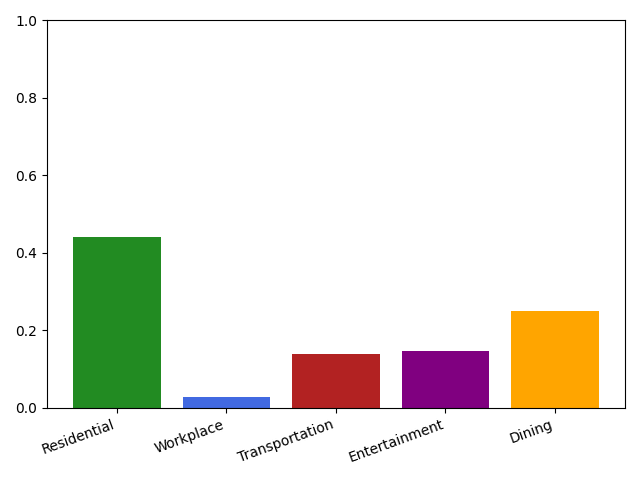 1.0
0.8
0.6
0.4
0.2
0.0
Residential
Workplace
Transportation
Entertainment
Dining